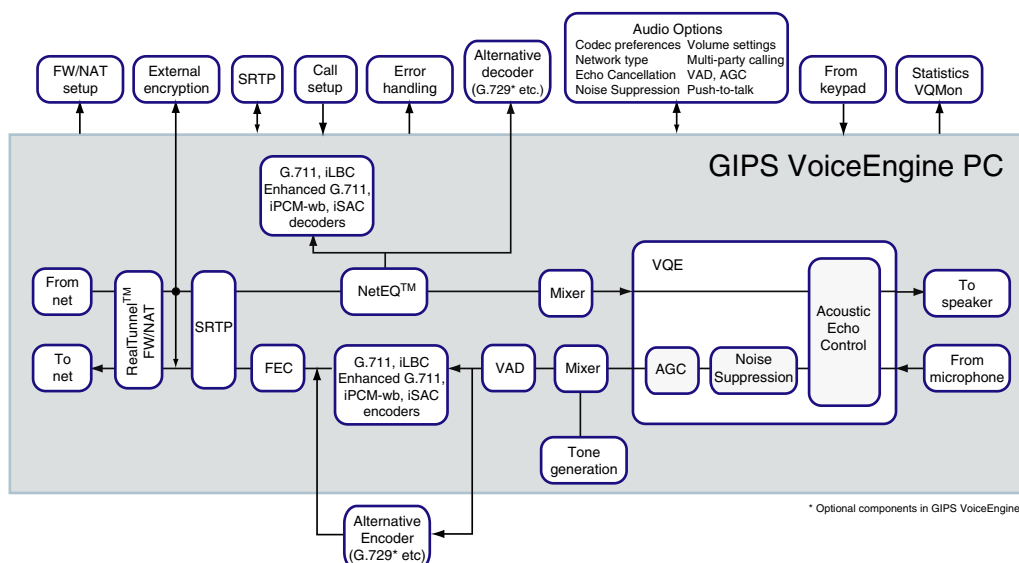 Audio Options
Codec preferences Volume settings
Network type Multi-party calling
Echo Cancellation VAD, AGC
Noise Suppression Push-to-talk
FW/NAT
setup
External
encryption
SRTP
Call
setup
Error
handling
Alternative
decoder
(G.729* etc.)
From
keypad
Statistics
VQMon
GIPS VoiceEngine PC
G.711, iLBC
Enhanced G.711,
iPCM-wb, iSAC
decoders
From
net
RealTunnel™
FW/NAT
SRTP
NetEQ™
Mixer
VQE
Acoustic
Echo
Control
To
speaker
To
net
FEC
G.711, iLBC
Enhanced G.711,
iPCM-wb, iSAC
encoders
VAD
Mixer
AGC
Noise
Suppression
From
microphone
Tone
generation
Alternative
Encoder
(G.729* etc)
* Optional components in GIPS VoiceEngine